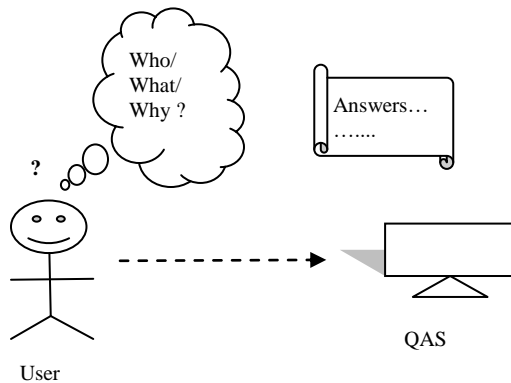 Who/
What/
Why ?
Answers…
…....
?
QAS
User